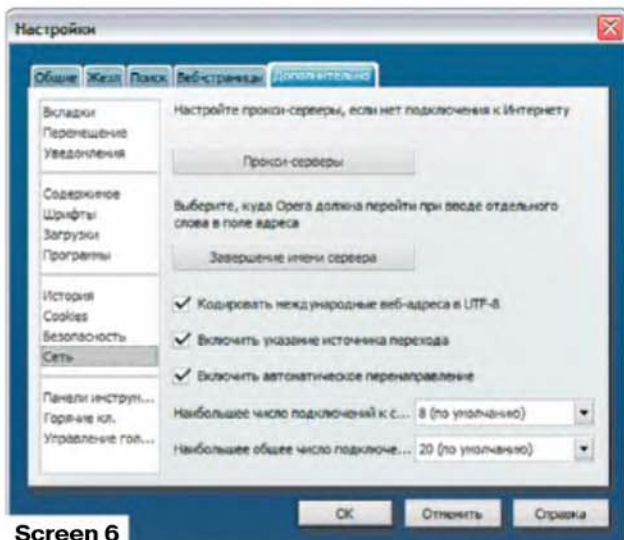 Настройки
Общие Жезл Поиск Веб-страницы Дополнительно
Вкладки
Перемещение
Уведомления
Содержимое
Шрифты
Загрузки
Программы
История
Cookies
Безопасность
Сеть
Панели инструн...
Горячие кл.
Управление гол...
Настройте прокси-серверы, если нет подключения к Интернету
Прокси-серверы
Выберите, куда Opera должна перейти при вводе отдельного
слова в поле адреса
Завершение имени сервера
Кодировать международные веб-адреса в UTF-8
Включить указание источника перехода
Включить автоматическое перенаправление
Наибольшее число подключений к с... 8 (по умолчанию)
Наибольшее общее число подключе... 20 (по умолчанию)
OK Отменить Справка
Screen 6